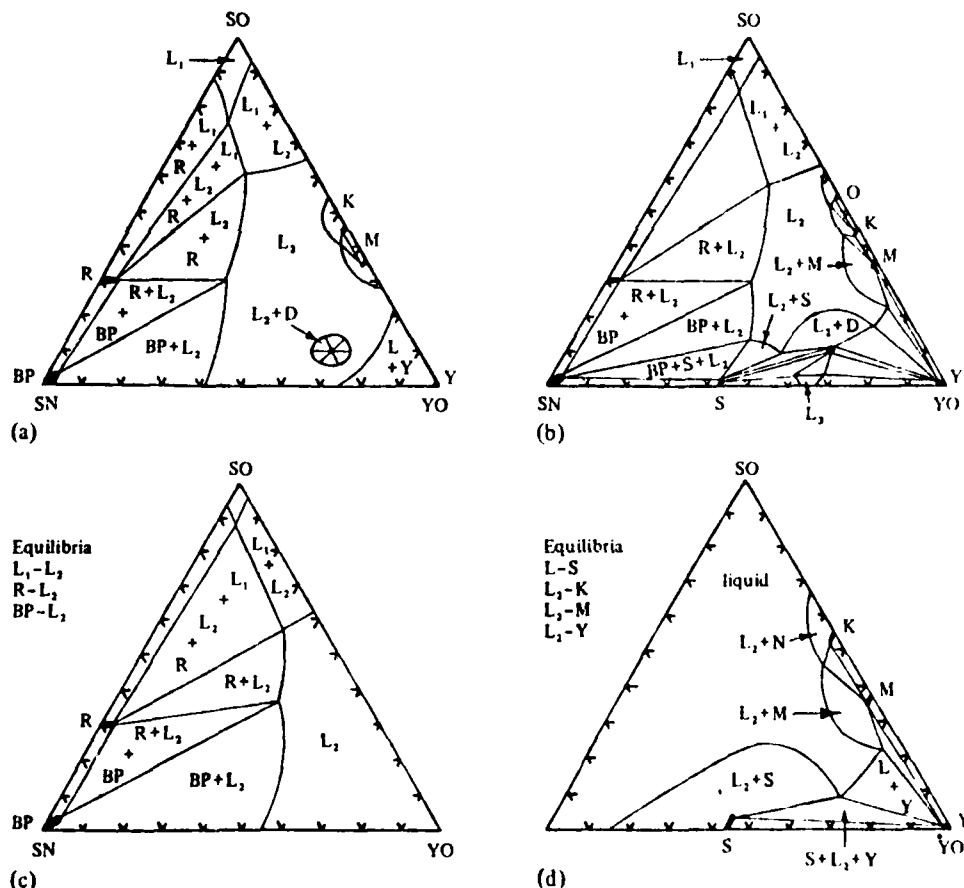 SO
L₁
L₁
+
L₂
L₁
+
R
L₁
+
L₂
+
R
L₂
+
R
K
M
L₂
R
R + L₂
+
BP
BP + L₂
L₂ + D
L
+ Y
BP
SN
Y
YO
(a)
SO
L₁
L₁
+
L₂
O
K
M
L₂
R + L₂
L₂ + M
R
R + L₂
+
BP
BP + L₂
L₂ + S
L₂ + D
BP + S + L₂
SN
S
L₃
Y
YO
(b)
Equilibria
L₁-L₂
R-L₂
BP-L₂
SO
L₁
+
L₂
L₁
+
L₂
+
R
R + L₂
R
R + L₂
+
BP
BP + L₂
L₂
BP
SN
YO
(c)
Equilibria
L-S
L₂-K
L₂-M
L₂-Y
SO
liquid
L₂ + N
K
M
L₂ + M
L₂ + S
L
+
Y
S
S + L₂ + Y
Y
YO
(d)